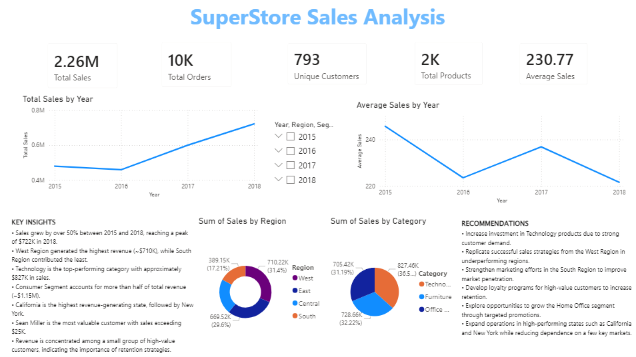 SuperStore Sales Analysis
2.26M
Total Sales
10K
Total Orders
793
Unique Customers
2K
Total Products
230.77
Average Sales
Total Sales by Year
0.8M
0.6M
0.4M
Total Sales
2015
2016
2017
2018
Year
Year, Region, Seg...
2015
2016
2017
2018
Average Sales by Year
240
220
Average Sales
2015
2016
2017
2018
Year
KEY INSIGHTS
• Sales grew by over 50% between 2015 and 2018, reaching a peak
of $722K in 2018.
• West Region generated the highest revenue (~$710K), while South
Region contributed the least.
• Technology is the top-performing category with approximately
$827K in sales.
• Consumer Segment accounts for more than half of total revenue
(~$1.15M).
• California is the highest revenue-generating state, followed by New
York.
• Sean Miller is the most valuable customer with sales exceeding
$25K.
• Revenue is concentrated among a small group of high-value
customers, indicating the importance of retention strategies.
Sum of Sales by Region
389.15K
(17.21%)
710.22K
(31.4%)
669.52K
(29.6%)
Region
West
East
Central
South
Sum of Sales by Category
705.42K
(31.19%)
827.46K
(36.5...)
728.66K
(32.22%)
Category
Techno...
Furniture
Office ...
RECOMMENDATIONS
• Increase investment in Technology products due to strong
customer demand.
• Replicate successful sales strategies from the West Region in
underperforming regions.
• Strengthen marketing efforts in the South Region to improve
market penetration.
• Develop loyalty programs for high-value customers to increase
retention.
• Explore opportunities to grow the Home Office segment
through targeted promotions.
• Expand operations in high-performing states such as California
and New York while reducing dependence on a few key markets.